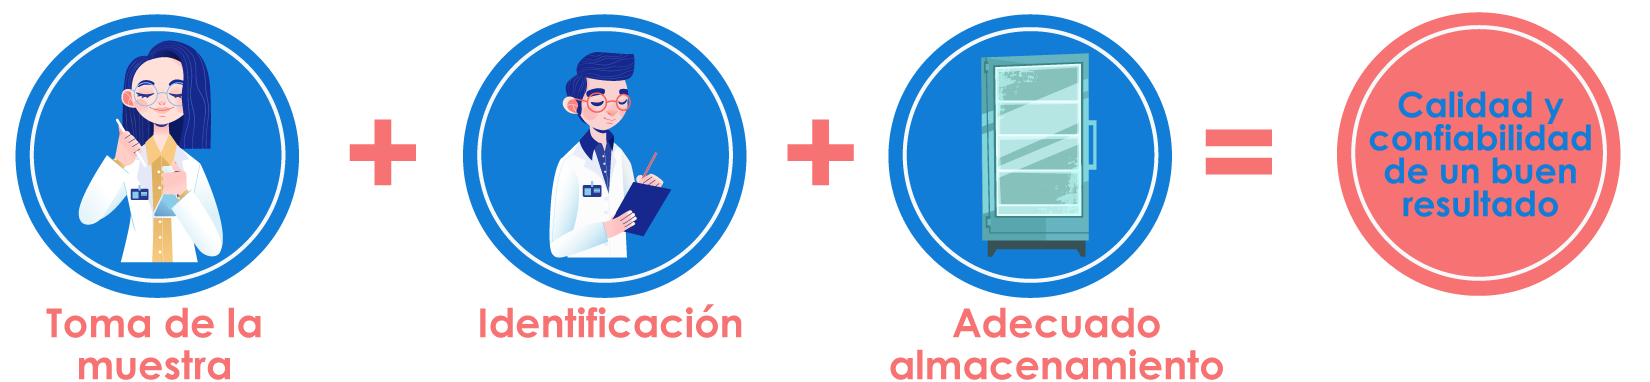 Toma de la
muestra
+
Identificación
+
Adecuado
almacenamiento
=
Calidad y
confiabilidad
de un buen
resultado